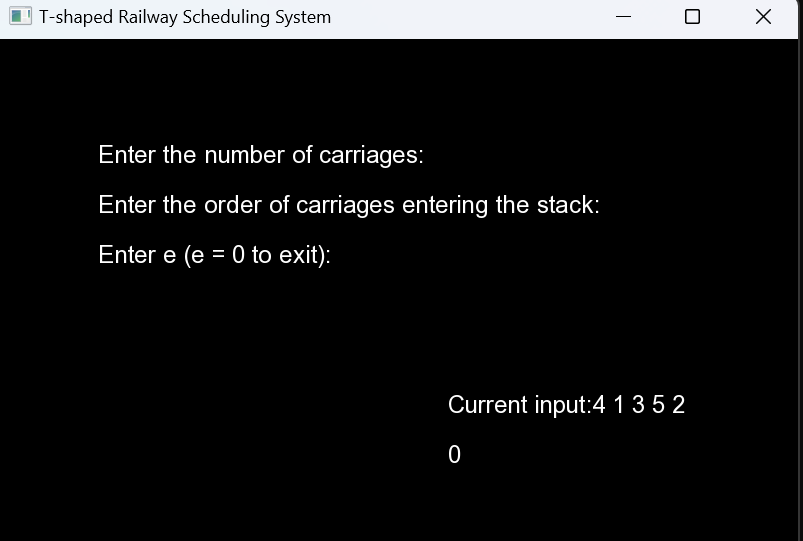 T-shaped Railway Scheduling System
Enter the number of carriages:
Enter the order of carriages entering the stack:
Enter e (e = 0 to exit):
Current input:4 1 3 5 2
0